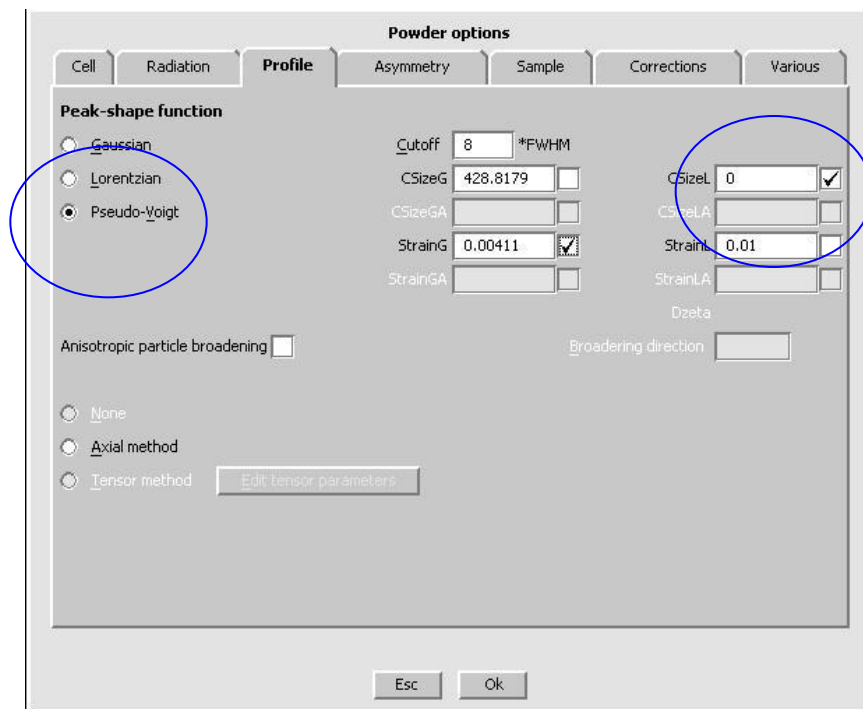 Powder options
Cell Radiation Profile Asymmetry Sample Corrections Various
Peak-shape function
Gaussian Cutoff 8 *FWHM
Lorentzian CSizeG 428.8179 CSizeL 0
Pseudo-Voigt CSizeGA CSizeLA
StrainG 0.00411 StrainL 0.01
StrainGA StrainLA
Dzeta
Anisotropic particle broadening Broadering direction
None
Axial method
Tensor method Edit tensor parameters
Esc Ok